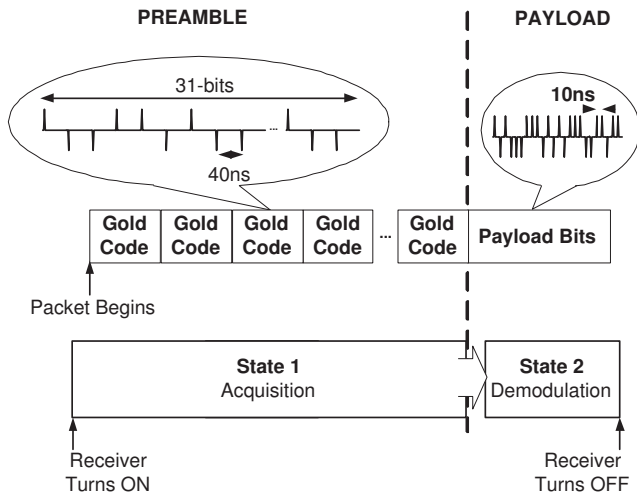 PREAMBLE
PAYLOAD
31-bits
...
40ns
10ns
Gold Code
Gold Code
Gold Code
Gold Code
...
Gold Code
Payload Bits
Packet Begins
State 1
Acquisition
State 2
Demodulation
Receiver
Turns ON
Receiver
Turns OFF